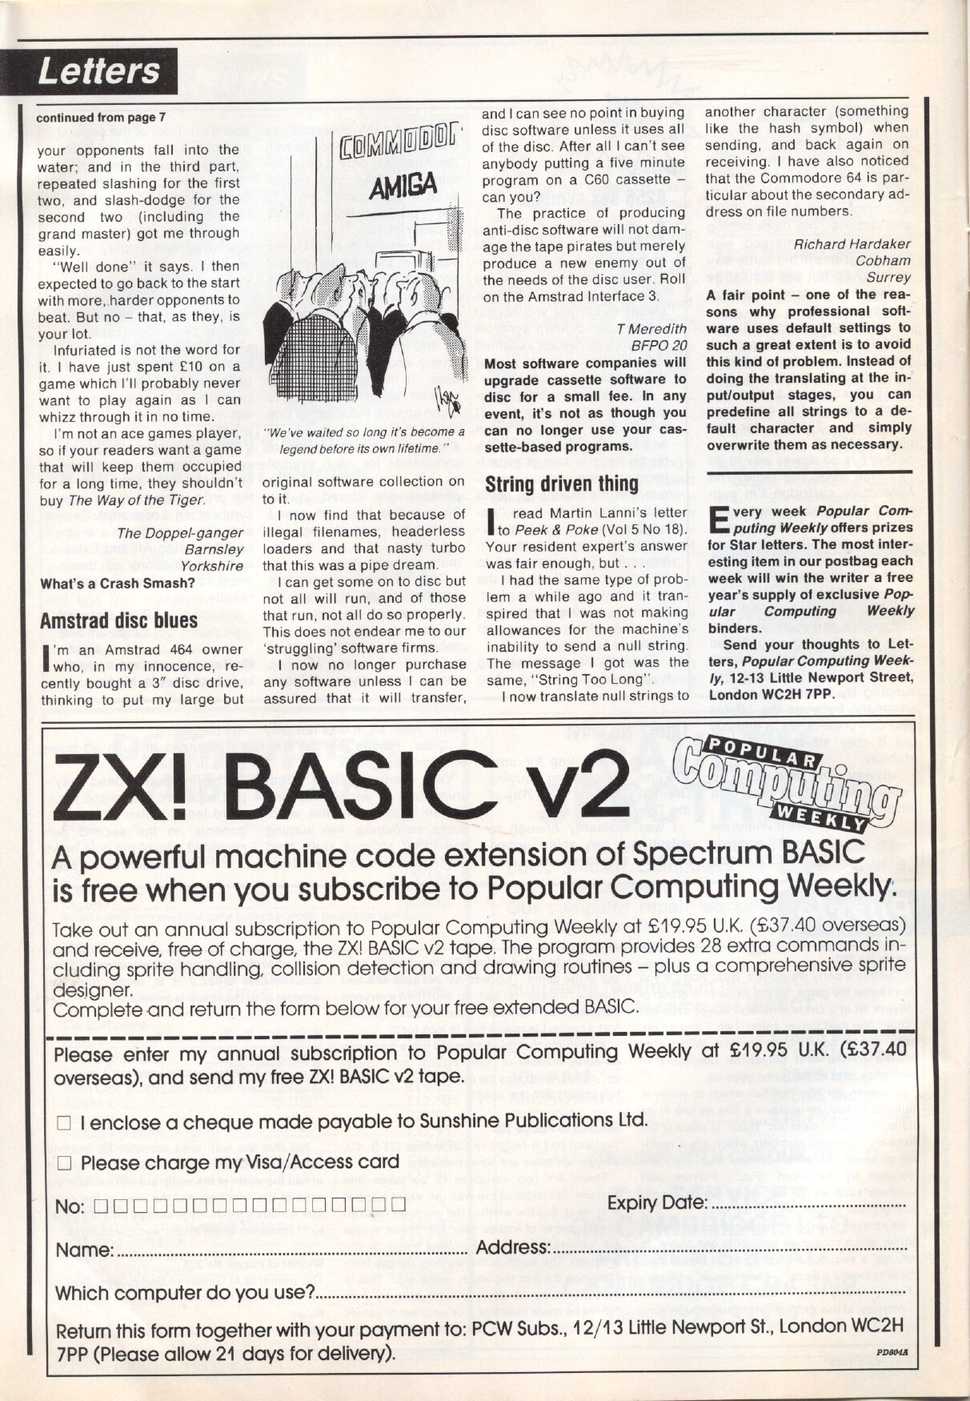 Letters
continued from page 7
your opponents fall into the
water; and in the third part,
repeated slashing for the first
two, and slash-dodge for the
second two (including the
grand master) got me through
easily.
"Well done" it says. I then
expected to go back to the start
with more, harder opponents to
beat. But no – that, as they, is
your lot.
Infuriated is not the word for
it. I have just spent £10 on a
game which I'll probably never
want to play again as I can
whizz through it in no time.
I'm not an ace games player,
so if your readers want a game
that will keep them occupied
for a long time, they shouldn't
buy The Way of the Tiger.
The Doppel-ganger
Barnsley
Yorkshire
What's a Crash Smash?
Amstrad disc blues
I'm an Amstrad 464 owner
who, in my innocence, re-
cently bought a 3" disc drive,
thinking to put my large but
COMMODOR
AMIGA
"We've waited so long it's become a
legend before its own lifetime."
original software collection on
to it.
I now find that because of
illegal filenames, headerless
loaders and that nasty turbo
that this was a pipe dream.
I can get some on to disc but
not all will run, and of those
that run, not all do so properly.
This does not endear me to our
'struggling' software firms.
I now no longer purchase
any software unless I can be
assured that it will transfer,
and I can see no point in buying
disc software unless it uses all
of the disc. After all I can't see
anybody putting a five minute
program on a C60 cassette –
can you?
The practice of producing
anti-disc software will not dam-
age the tape pirates but merely
produce a new enemy out of
the needs of the disc user. Roll
on the Amstrad Interface 3.
T Meredith
BFPO 20
Most software companies will
upgrade cassette software to
disc for a small fee. In any
event, it's not as though you
can no longer use your cas-
sette-based programs.
String driven thing
I read Martin Lanni's letter
to Peek & Poke (Vol 5 No 18).
Your resident expert's answer
was fair enough, but . . .
I had the same type of prob-
lem a while ago and it tran-
spired that I was not making
allowances for the machine's
inability to send a null string.
The message I got was the
same, "String Too Long".
I now translate null strings to
another character (something
like the hash symbol) when
sending, and back again on
receiving. I have also noticed
that the Commodore 64 is par-
ticular about the secondary ad-
dress on file numbers.
Richard Hardaker
Cobham
Surrey
A fair point – one of the rea-
sons why professional soft-
ware uses default settings to
such a great extent is to avoid
this kind of problem. Instead of
doing the translating at the in-
put/output stages, you can
predefine all strings to a de-
fault character and simply
overwrite them as necessary.
Every week Popular Com-
puting Weekly offers prizes
for Star letters. The most inter-
esting item in our postbag each
week will win the writer a free
year's supply of exclusive Pop-
ular Computing Weekly
binders.
Send your thoughts to Let-
ters, Popular Computing Week-
ly, 12-13 Little Newport Street,
London WC2H 7PP.
ZX! BASIC v2
POPULAR
Computing
WEEKLY
A powerful machine code extension of Spectrum BASIC
is free when you subscribe to Popular Computing Weekly.
Take out an annual subscription to Popular Computing Weekly at £19.95 U.K. (£37.40 overseas)
and receive, free of charge, the ZX! BASIC v2 tape. The program provides 28 extra commands in-
cluding sprite handling, collision detection and drawing routines – plus a comprehensive sprite
designer.
Complete and return the form below for your free extended BASIC.
Please enter my annual subscription to Popular Computing Weekly at £19.95 U.K. (£37.40
overseas), and send my free ZX! BASIC v2 tape.
☐ I enclose a cheque made payable to Sunshine Publications Ltd.
☐ Please charge my Visa/Access card
No: ☐☐☐☐☐☐☐☐☐☐☐☐☐☐☐☐ Expiry Date:
Name: Address:
Which computer do you use?
Return this form together with your payment to: PCW Subs., 12/13 Little Newport St., London WC2H
7PP (Please allow 21 days for delivery).
PD804A